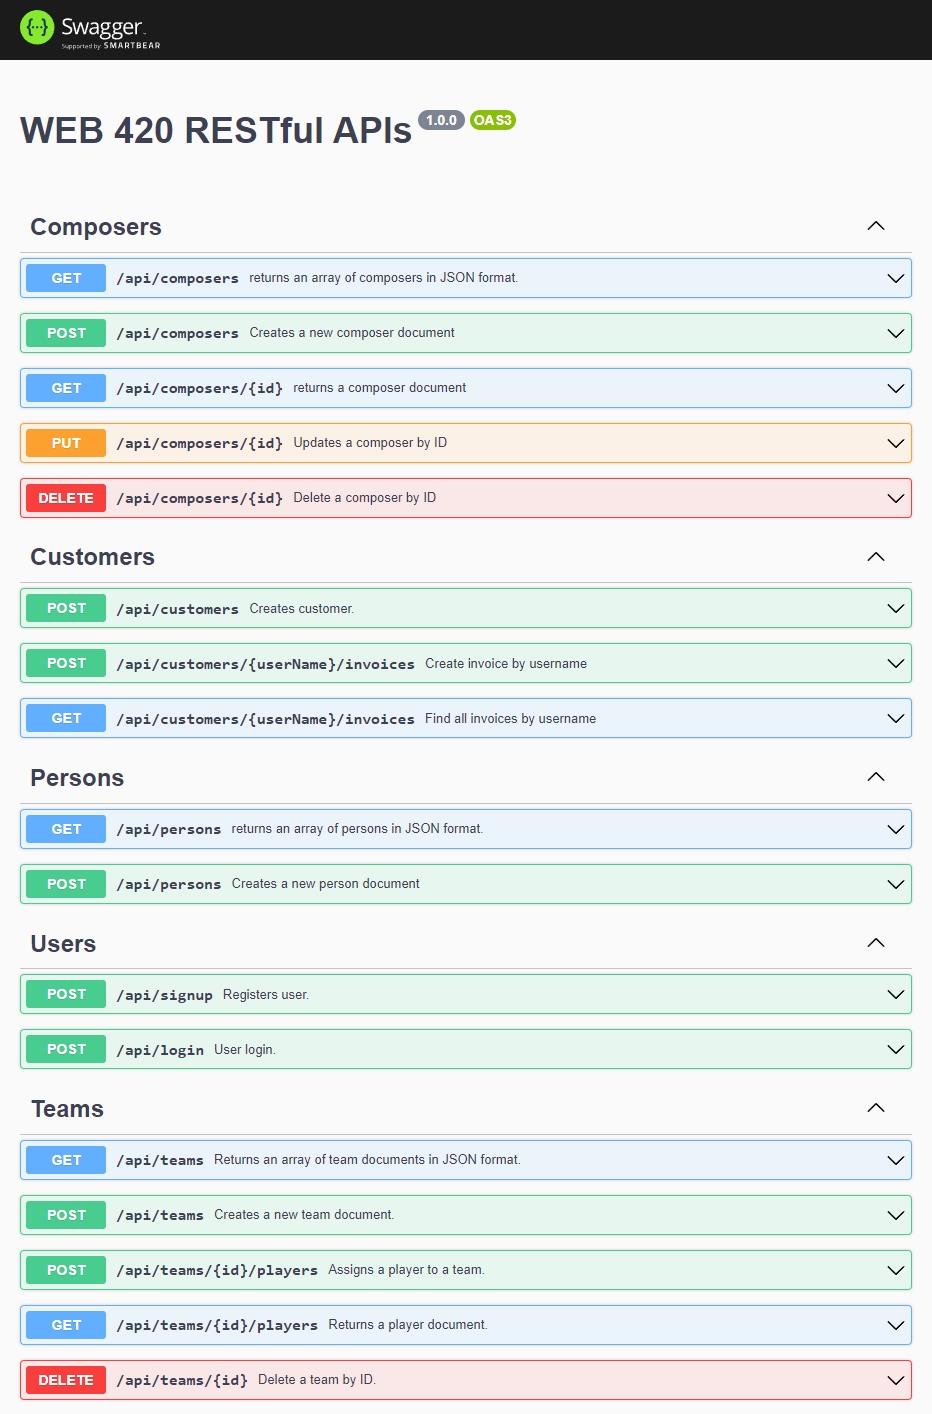 {···} Swagger
Supported by SMARTBEAR
WEB 420 RESTful APIs 1.0.0 OAS3
Composers
GET /api/composers returns an array of composers in JSON format.
POST /api/composers Creates a new composer document
GET /api/composers/{id} returns a composer document
PUT /api/composers/{id} Updates a composer by ID
DELETE /api/composers/{id} Delete a composer by ID
Customers
POST /api/customers Creates customer.
POST /api/customers/{userName}/invoices Create invoice by username
GET /api/customers/{userName}/invoices Find all invoices by username
Persons
GET /api/persons returns an array of persons in JSON format.
POST /api/persons Creates a new person document
Users
POST /api/signup Registers user.
POST /api/login User login.
Teams
GET /api/teams Returns an array of team documents in JSON format.
POST /api/teams Creates a new team document.
POST /api/teams/{id}/players Assigns a player to a team.
GET /api/teams/{id}/players Returns a player document.
DELETE /api/teams/{id} Delete a team by ID.